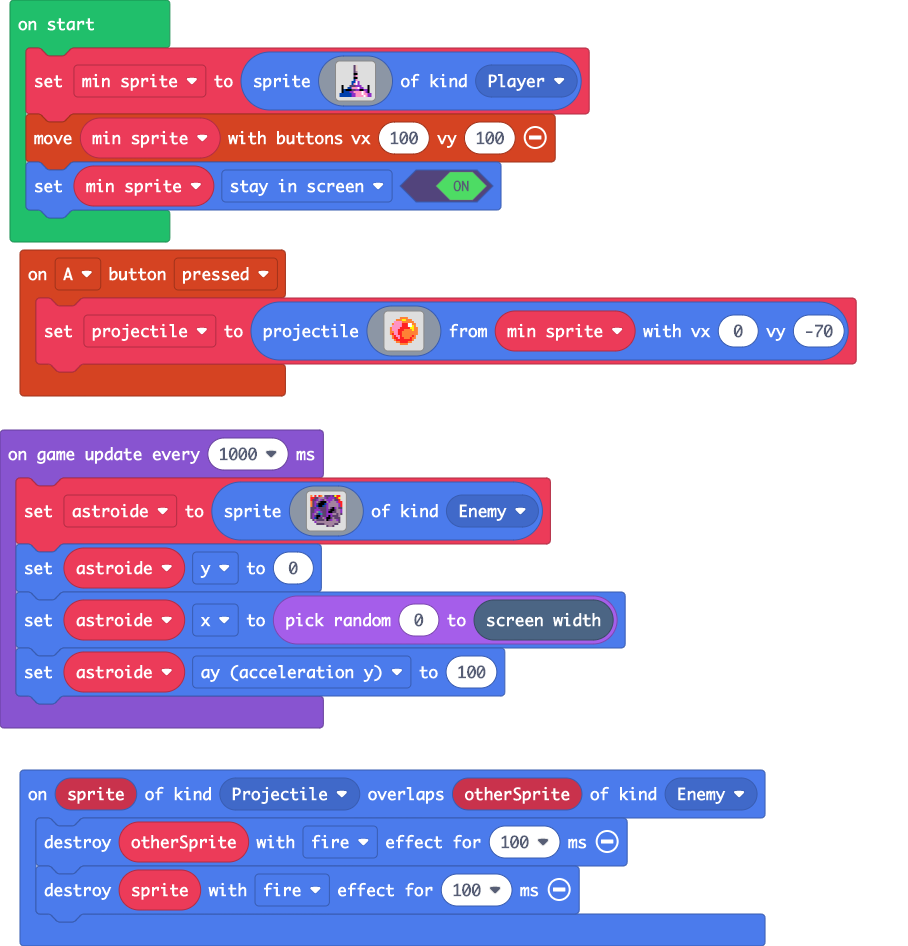 on start
set min sprite to sprite of kind Player
move min sprite with buttons vx 100 vy 100
set min sprite stay in screen ON
on A button pressed
set projectile to projectile from min sprite with vx 0 vy -70
on game update every 1000 ms
set astroide to sprite of kind Enemy
set astroide y to 0
set astroide x to pick random 0 to screen width
set astroide ay (acceleration y) to 100
on sprite of kind Projectile overlaps otherSprite of kind Enemy
destroy otherSprite with fire effect for 100 ms
destroy sprite with fire effect for 100 ms